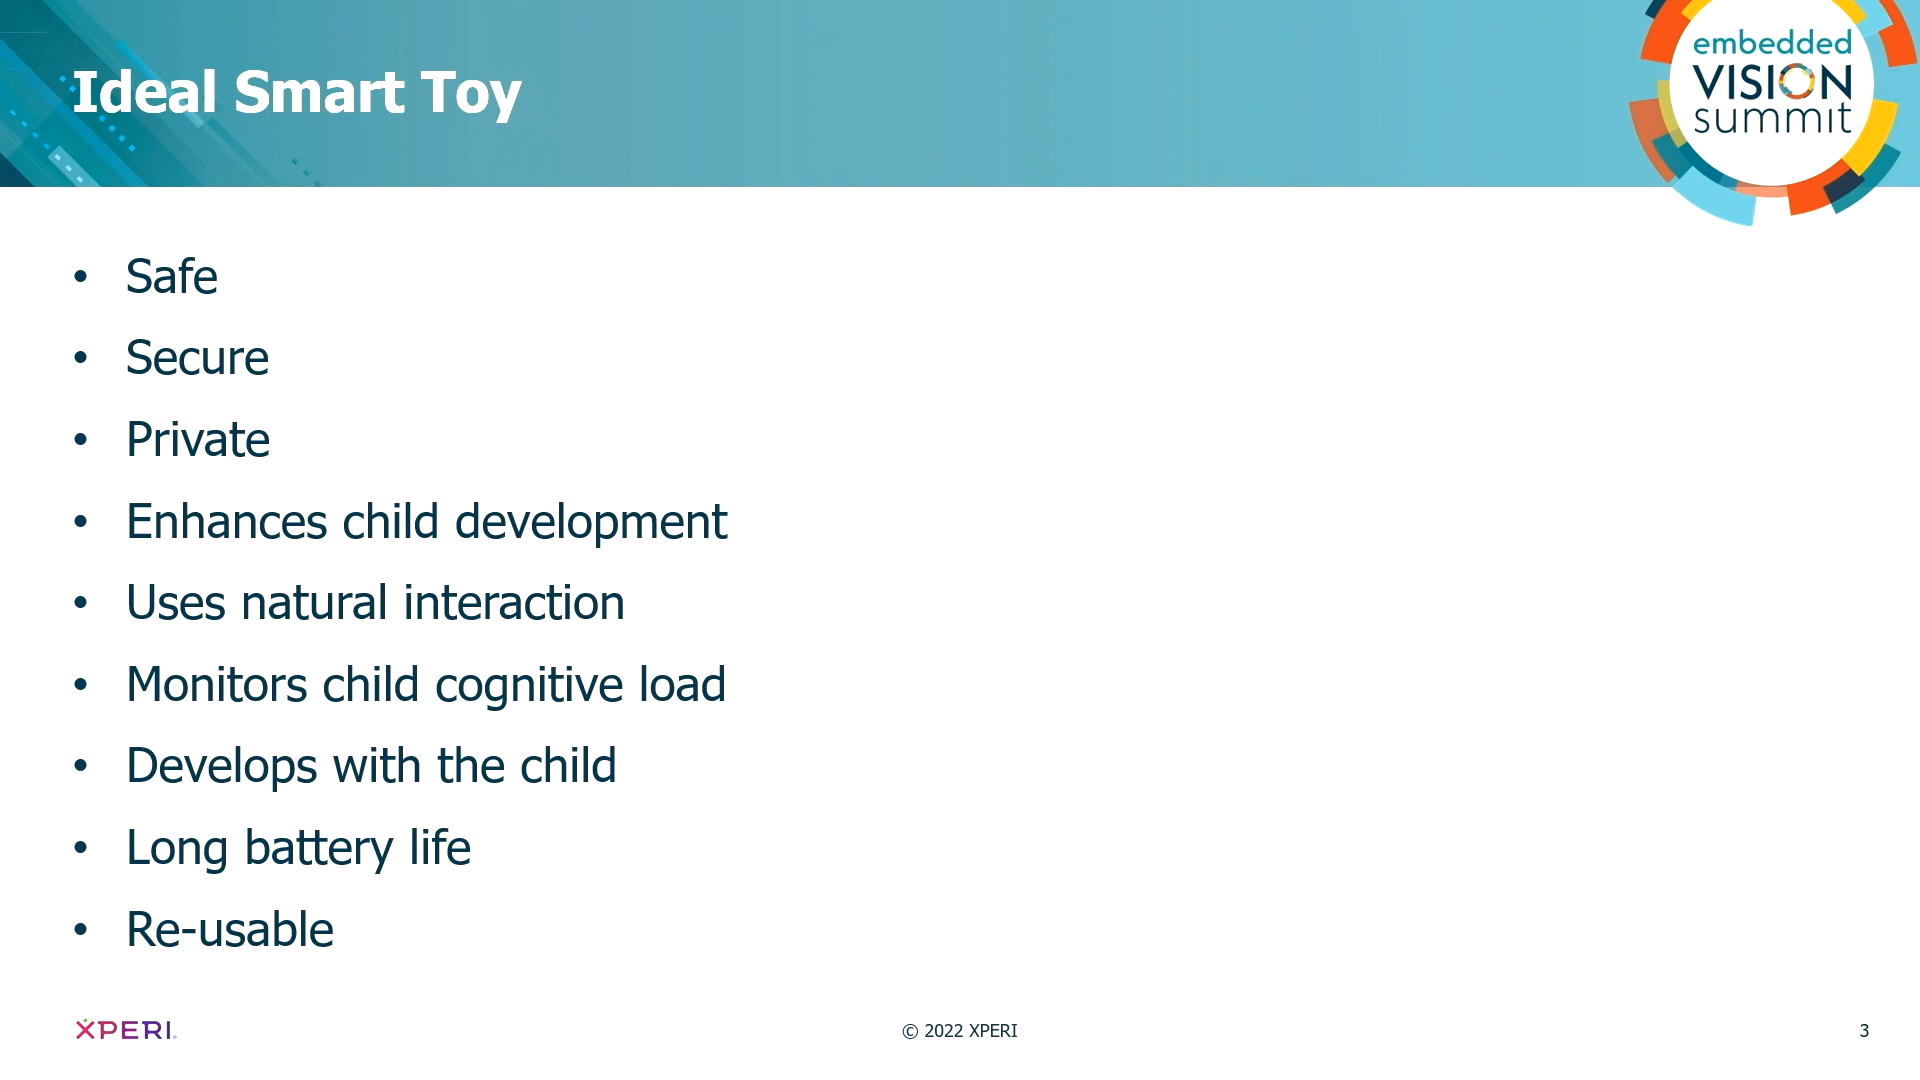 Ideal Smart Toy
embedded
VISION
summit
• Safe
• Secure
• Private
• Enhances child development
• Uses natural interaction
• Monitors child cognitive load
• Develops with the child
• Long battery life
• Re-usable
XPERI
© 2022 XPERI
3